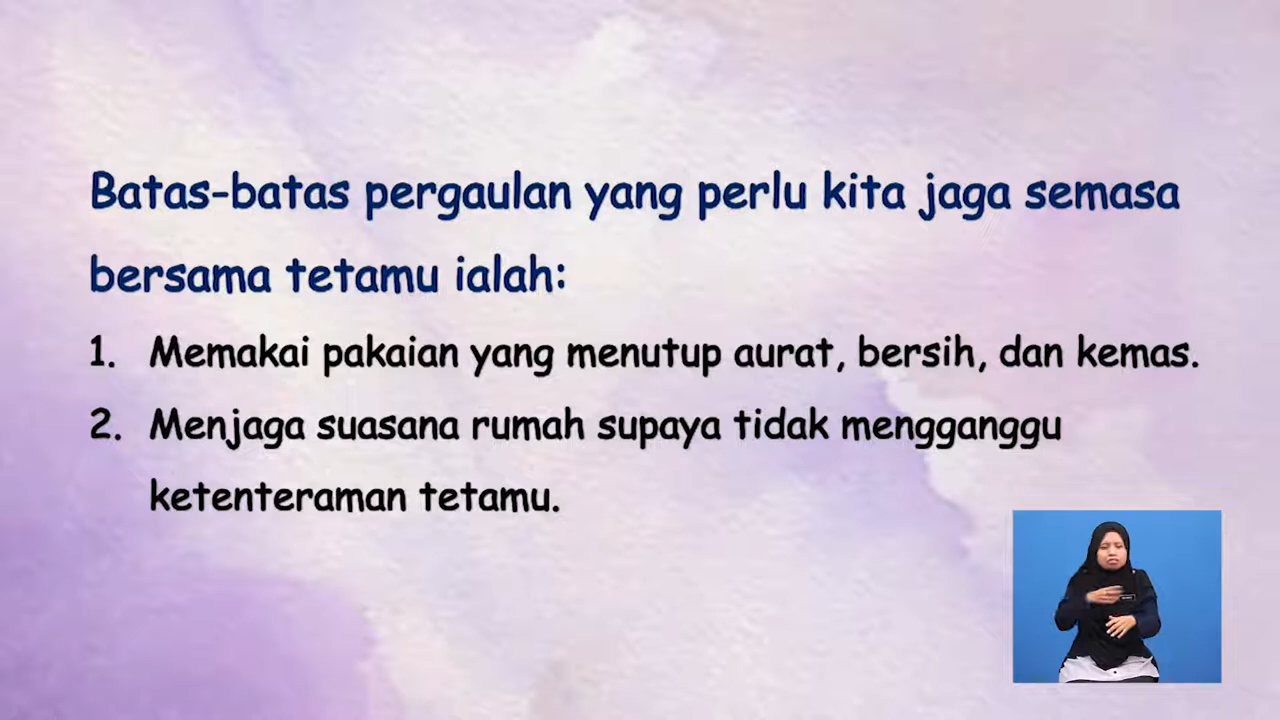 Batas-batas pergaulan yang perlu kita jaga semasa
bersama tetamu ialah:
1. Memakai pakaian yang menutup aurat, bersih, dan kemas.
2. Menjaga suasana rumah supaya tidak mengganggu
ketenteraman tetamu.